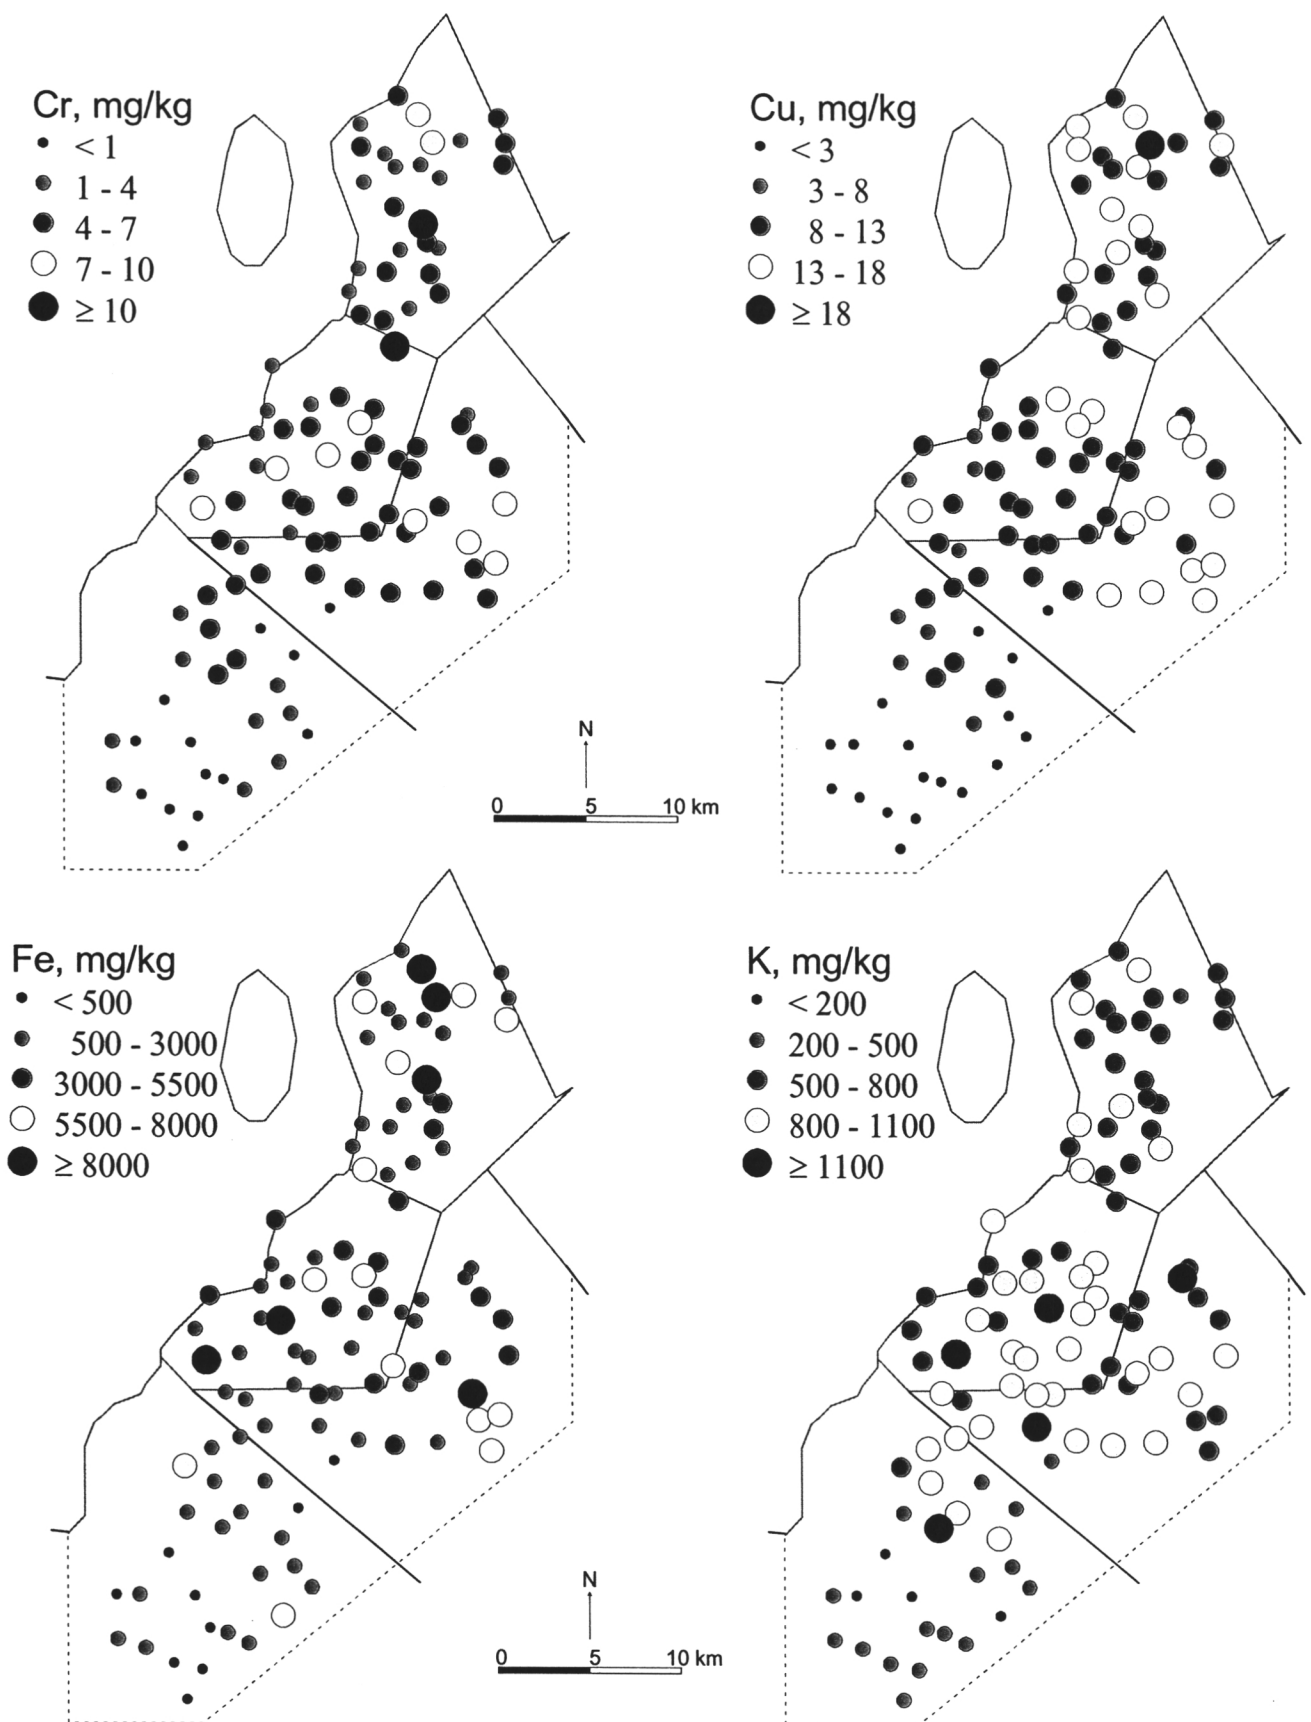 Cr, mg/kg
< 1
1 - 4
4 - 7
7 - 10
≥ 10
Cu, mg/kg
< 3
3 - 8
8 - 13
13 - 18
≥ 18
N
0 5 10 km
Fe, mg/kg
< 500
500 - 3000
3000 - 5500
5500 - 8000
≥ 8000
K, mg/kg
< 200
200 - 500
500 - 800
800 - 1100
≥ 1100
N
0 5 10 km